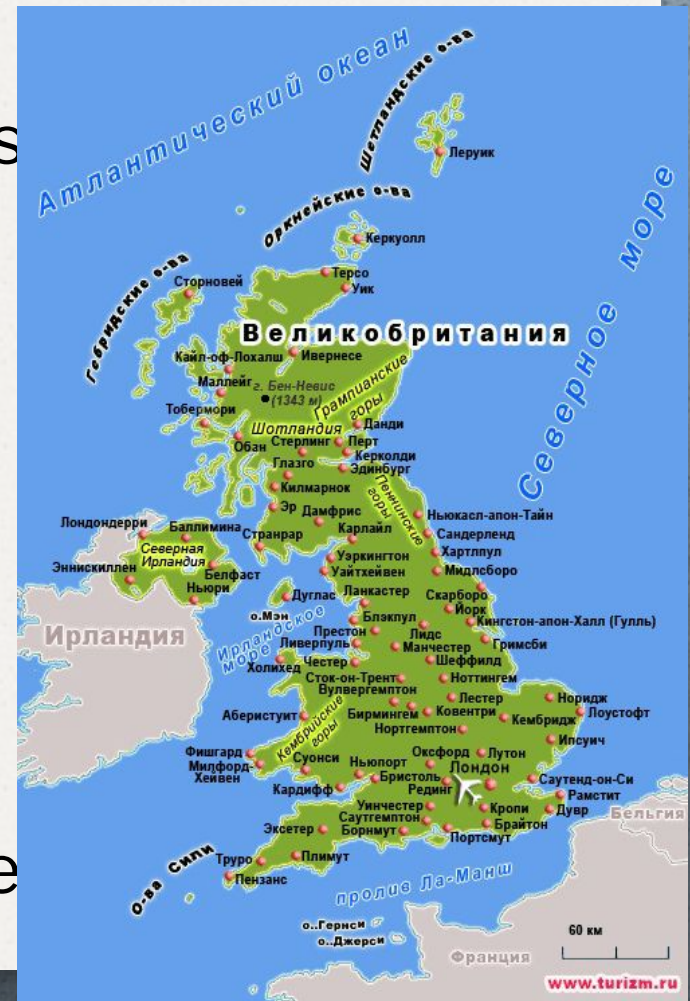 s
Атлантический океан
Шетландские о-ва
Леруик
Оркнейские о-ва
Керкуолл
Северное море
Гебридские о-ва
Сторновей
Терсо
Уик
Великобритания
Кайл-оф-Лохалш
Ивернесе
Маллейг
г. Бен-Невис
(1343 м)
Грампианские
горы
Тобермори
Шотландия
Данди
Обан
Стерлинг
Перт
Керколди
Глазго
Эдинбург
Килмарнок
Пеннинские
горы
Эр
Дамфрис
Ньюкасл-апон-Тайн
Лондондерри
Баллимина
Странрар
Карлайл
Сандерленд
Северная
Ирландия
Уэркингтон
Хартлпул
Эннискиллен
Белфаст
Уайтхейвен
Мидлсборо
Ньюри
Дуглас
Ланкастер
Скарборо
о.Мэн
Йорк
Блэкпул
Кингстон-апон-Халл (Гулль)
Ирландия
Ирландское
море
Престон
Лидс
Ливерпуль
Манчестер
Гримсби
Холихед
Честер
Шеффилд
Сток-он-Трент
Ноттингем
Вулвергемптон
Лестер
Норидж
Аберистуит
Бирмингем
Ковентри
Кембридж
Лоустофт
Кембрийские
горы
Нортгемптон
Ипсуич
Фишгард
Милфорд-
Хейвен
Суонси
Ньюпорт
Оксфорд
Лутон
Лондон
Бристоль
Саутенд-он-Си
Кардифф
Рединг
Рамстит
Уинчестер
Кропи
Дувр
Бельгия
Саутгемптон
Брайтон
Эксетер
Борнмут
Портсмут
О-ва Сили
Труро
Плимут
Пензанс
e
пролив Ла-Манш
о..Гернси
о..Джерси
60 км
Франция
www.turizm.ru